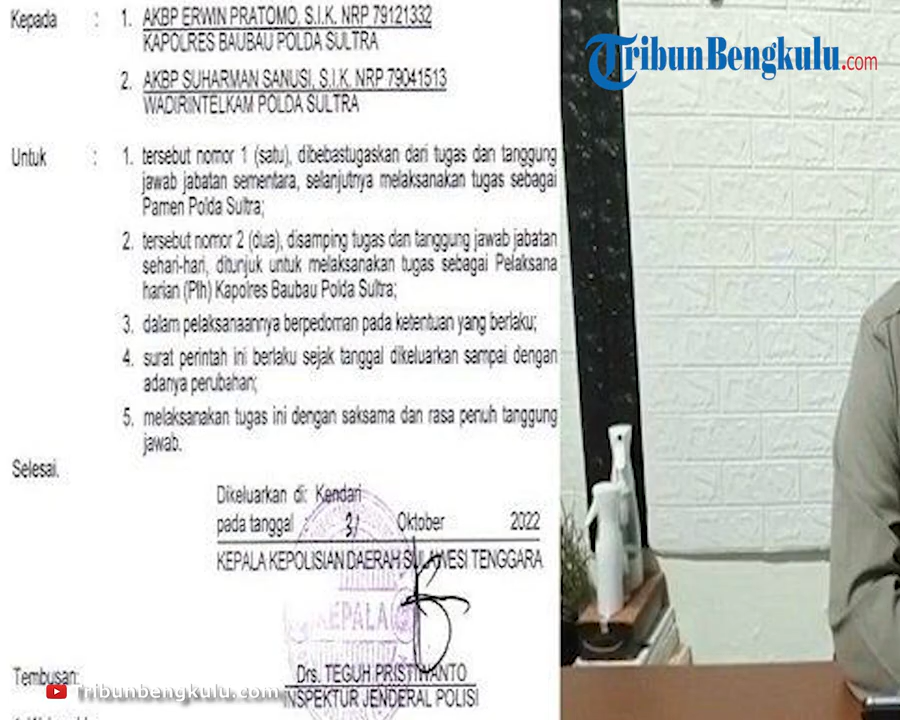 Kepada : 1. AKBP ERWIN PRATOMO, S.I.K. NRP 79121332
KAPOLRES BAUBAU POLDA SULTRA
2. AKBP SUHARMAN SANUSI, S.I.K. NRP 79041513
WADIRINTELKAM POLDA SULTRA
TribunBengkulu.com
Untuk : 1. tersebut nomor 1 (satu), dibebastugaskan dari tugas dan tanggung
jawab jabatan sementara, selanjutnya melaksanakan tugas sebagai
Pamen Polda Sultra;
2. tersebut nomor 2 (dua), disamping tugas dan tanggung jawab jabatan
sehari-hari, ditunjuk untuk melaksanakan tugas sebagai Pelaksana
harian (Plh) Kapolres Baubau Polda Sultra;
3. dalam pelaksanaannya berpedoman pada ketentuan yang berlaku;
4. surat perintah ini berlaku sejak tanggal dikeluarkan sampai dengan
adanya perubahan;
5. melaksanakan tugas ini dengan saksama dan rasa penuh tanggung
jawab.
Selesai.
Dikeluarkan di: Kendari
pada tanggal : 31 Oktober 2022
KEPALA KEPOLISIAN DAERAH SULAWESI TENGGARA
KEPALA
Drs. TEGUH PRISTIWANTO
INSPEKTUR JENDERAL POLISI
Tembusan:
tribunbengkulu.com